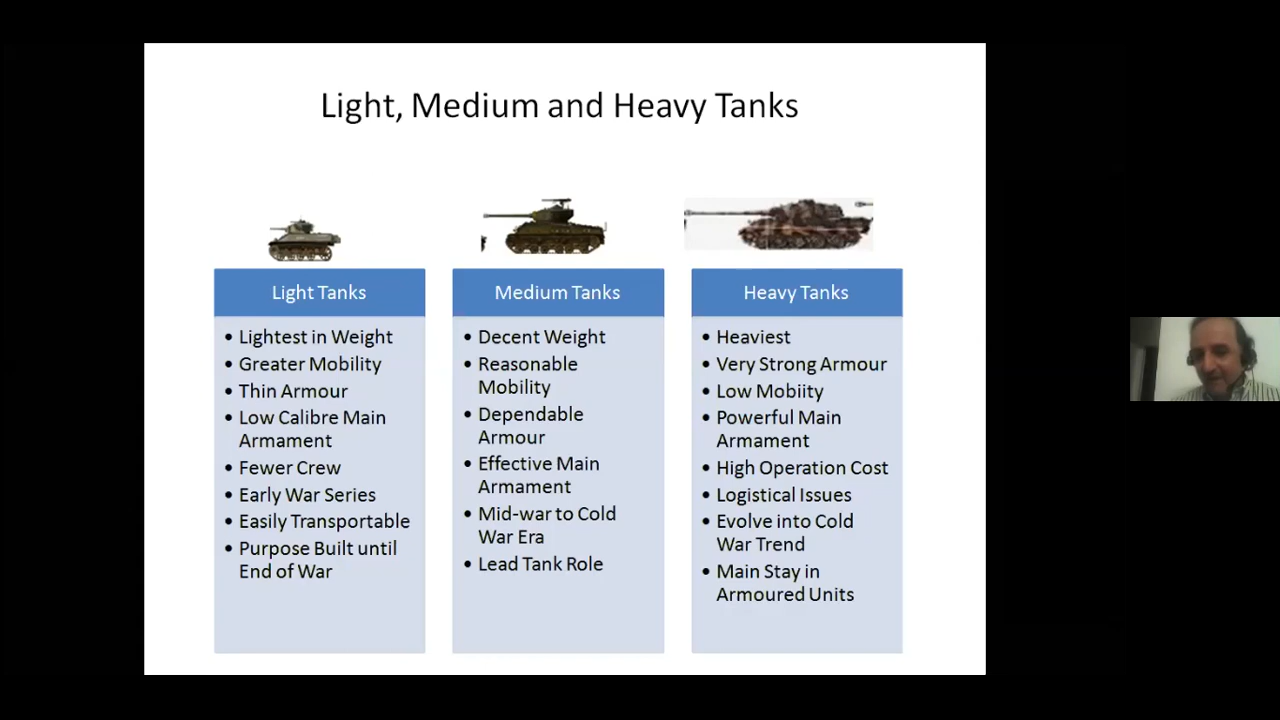 Light, Medium and Heavy Tanks
Light Tanks
• Lightest in Weight
• Greater Mobility
• Thin Armour
• Low Calibre Main
Armament
• Fewer Crew
• Early War Series
• Easily Transportable
• Purpose Built until
End of War
Medium Tanks
• Decent Weight
• Reasonable
Mobility
• Dependable
Armour
• Effective Main
Armament
• Mid-war to Cold
War Era
• Lead Tank Role
Heavy Tanks
• Heaviest
• Very Strong Armour
• Low Mobiity
• Powerful Main
Armament
• High Operation Cost
• Logistical Issues
• Evolve into Cold
War Trend
• Main Stay in
Armoured Units